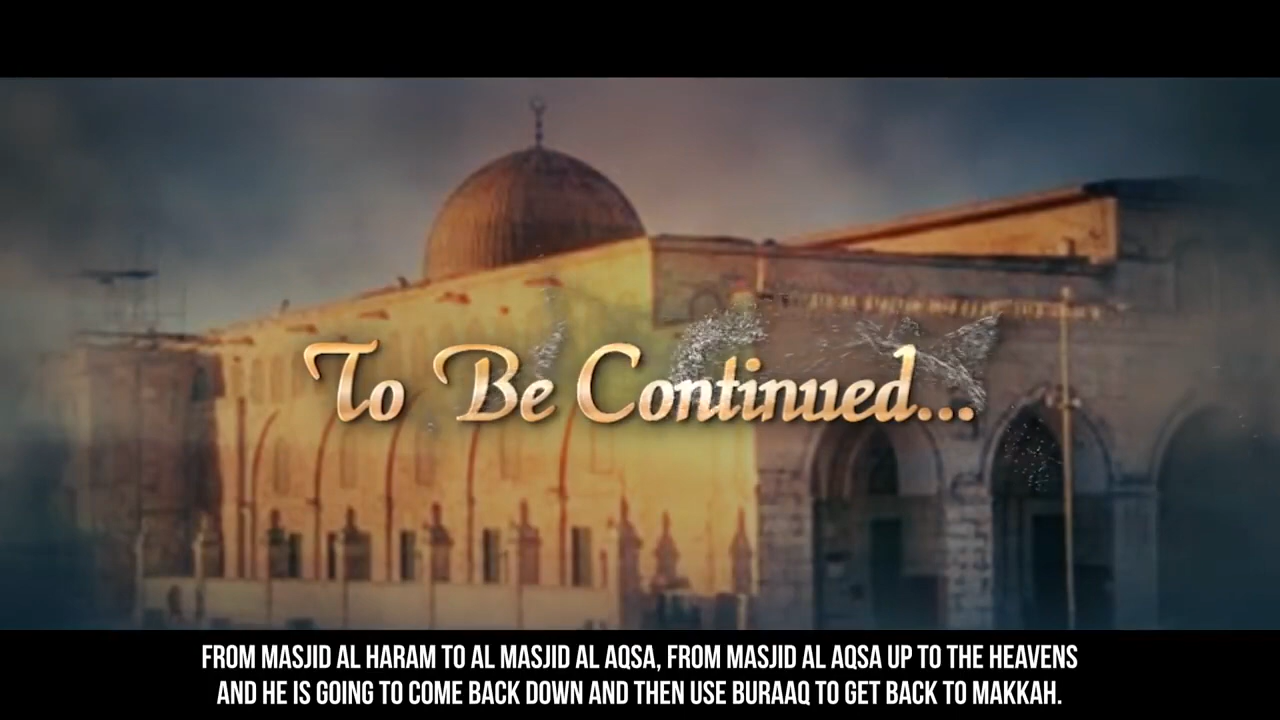 To Be Continued...
FROM MASJID AL HARAM TO AL MASJID AL AQSA, FROM MASJID AL AQSA UP TO THE HEAVENS
AND HE IS GOING TO COME BACK DOWN AND THEN USE BURAAQ TO GET BACK TO MAKKAH.